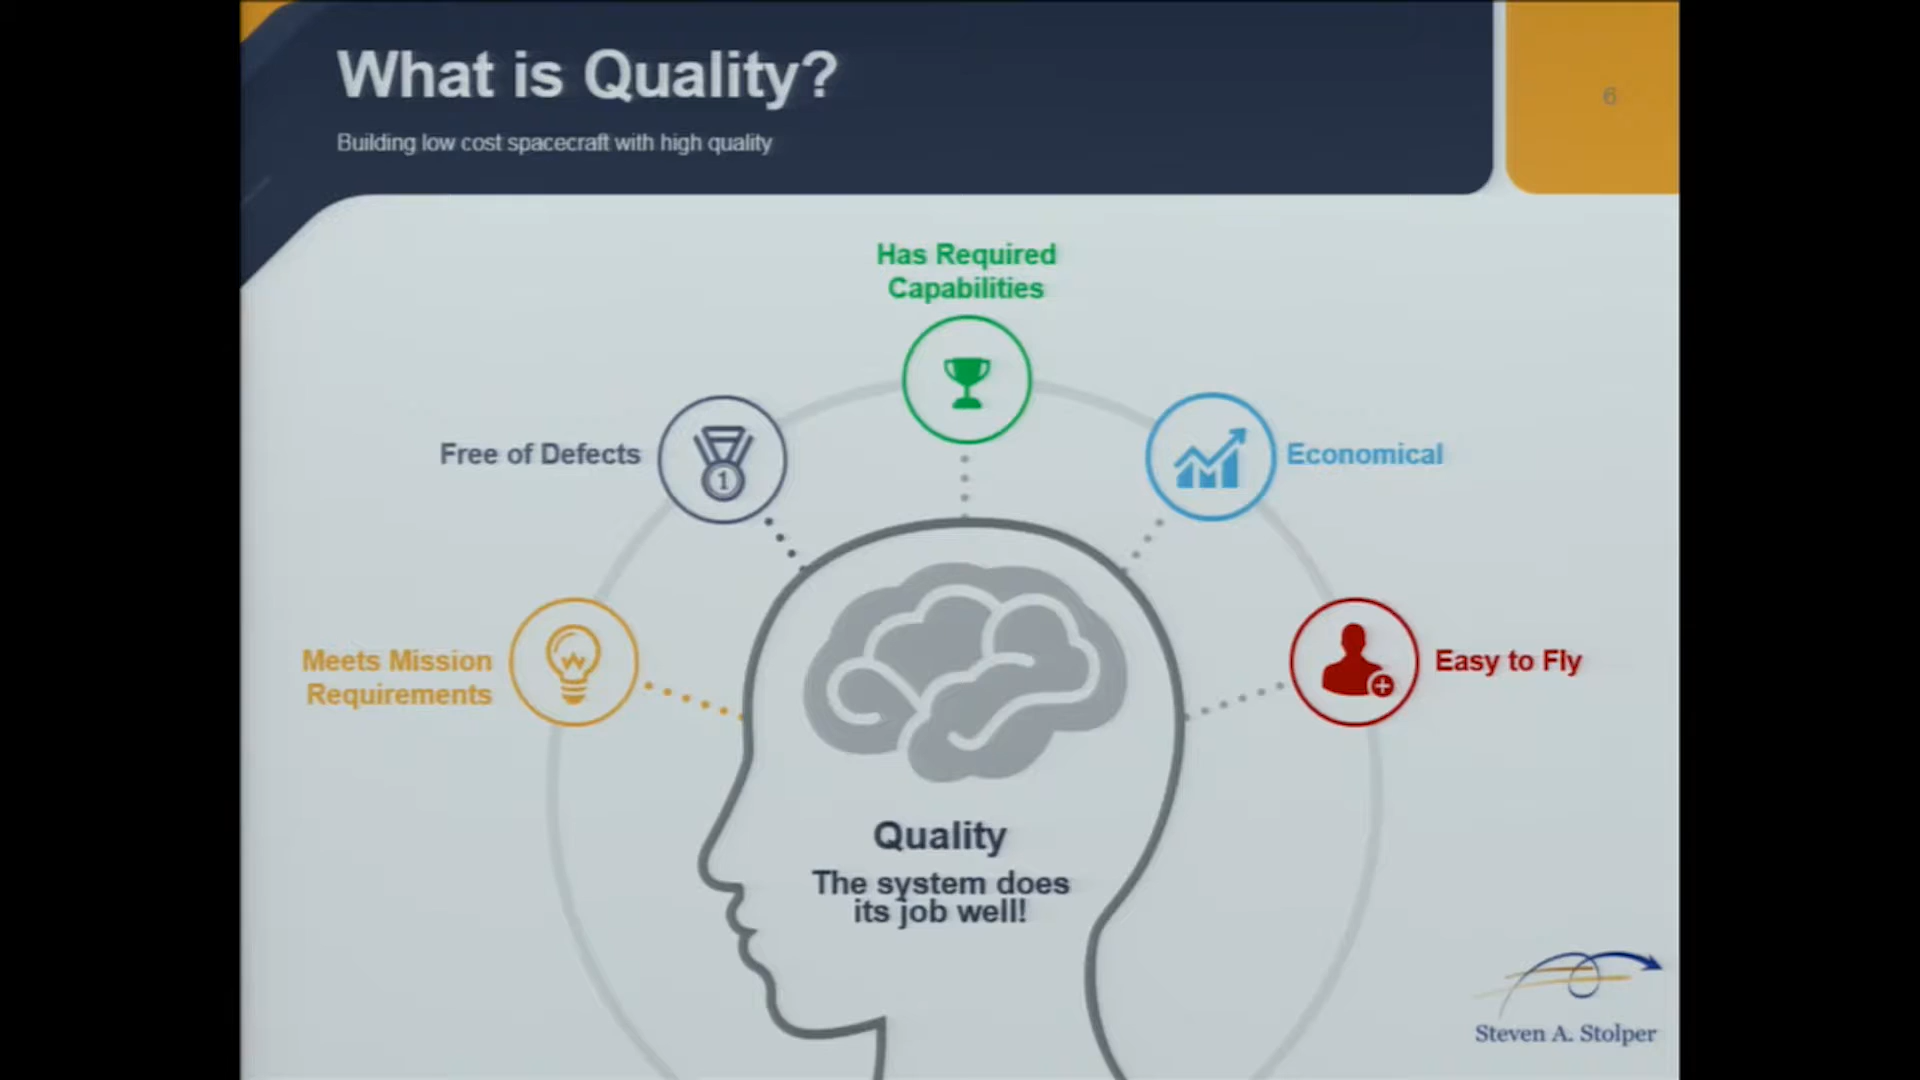 What is Quality?
6
Building low cost spacecraft with high quality
Has Required
Capabilities
Free of Defects
1
Economical
Meets Mission
Requirements
Easy to Fly
Quality
The system does
its job well!
Steven A. Stolper